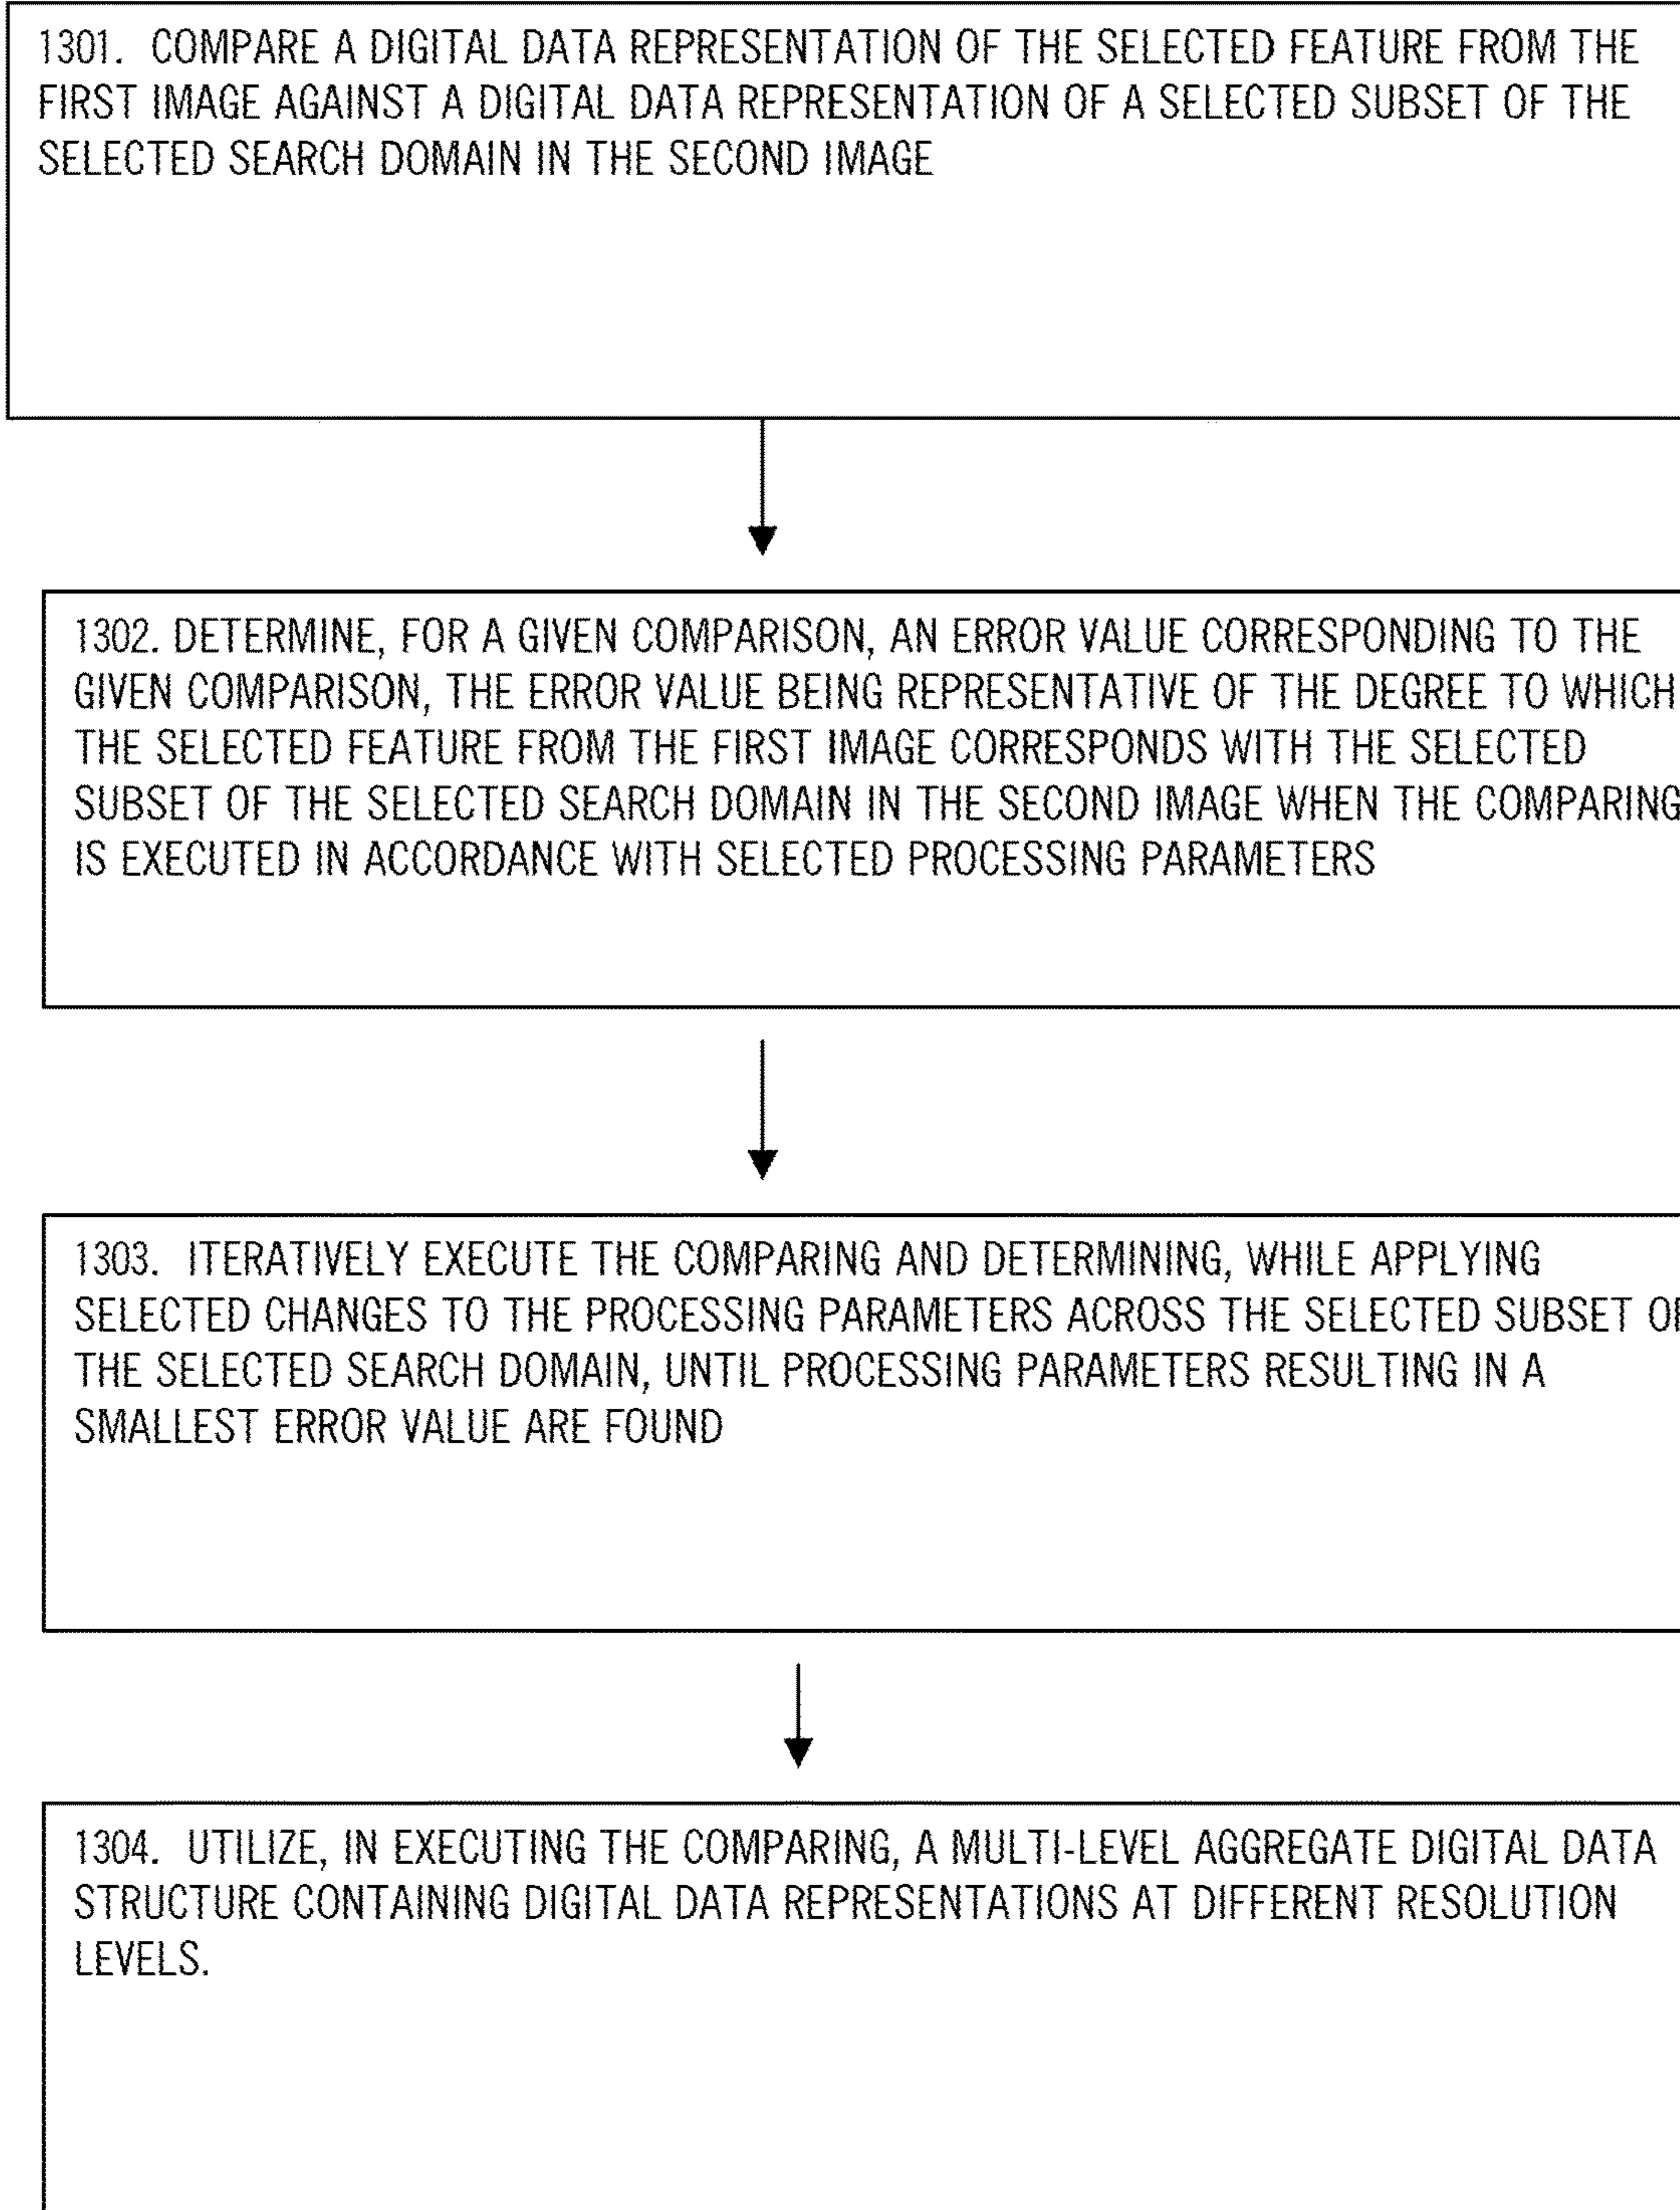 1301. COMPARE A DIGITAL DATA REPRESENTATION OF THE SELECTED FEATURE FROM THE
FIRST IMAGE AGAINST A DIGITAL DATA REPRESENTATION OF A SELECTED SUBSET OF THE
SELECTED SEARCH DOMAIN IN THE SECOND IMAGE
1302. DETERMINE, FOR A GIVEN COMPARISON, AN ERROR VALUE CORRESPONDING TO THE
GIVEN COMPARISON, THE ERROR VALUE BEING REPRESENTATIVE OF THE DEGREE TO WHICH
THE SELECTED FEATURE FROM THE FIRST IMAGE CORRESPONDS WITH THE SELECTED
SUBSET OF THE SELECTED SEARCH DOMAIN IN THE SECOND IMAGE WHEN THE COMPARING
IS EXECUTED IN ACCORDANCE WITH SELECTED PROCESSING PARAMETERS
1303. ITERATIVELY EXECUTE THE COMPARING AND DETERMINING, WHILE APPLYING
SELECTED CHANGES TO THE PROCESSING PARAMETERS ACROSS THE SELECTED SUBSET OF
THE SELECTED SEARCH DOMAIN, UNTIL PROCESSING PARAMETERS RESULTING IN A
SMALLEST ERROR VALUE ARE FOUND
1304. UTILIZE, IN EXECUTING THE COMPARING, A MULTI-LEVEL AGGREGATE DIGITAL DATA
STRUCTURE CONTAINING DIGITAL DATA REPRESENTATIONS AT DIFFERENT RESOLUTION
LEVELS.